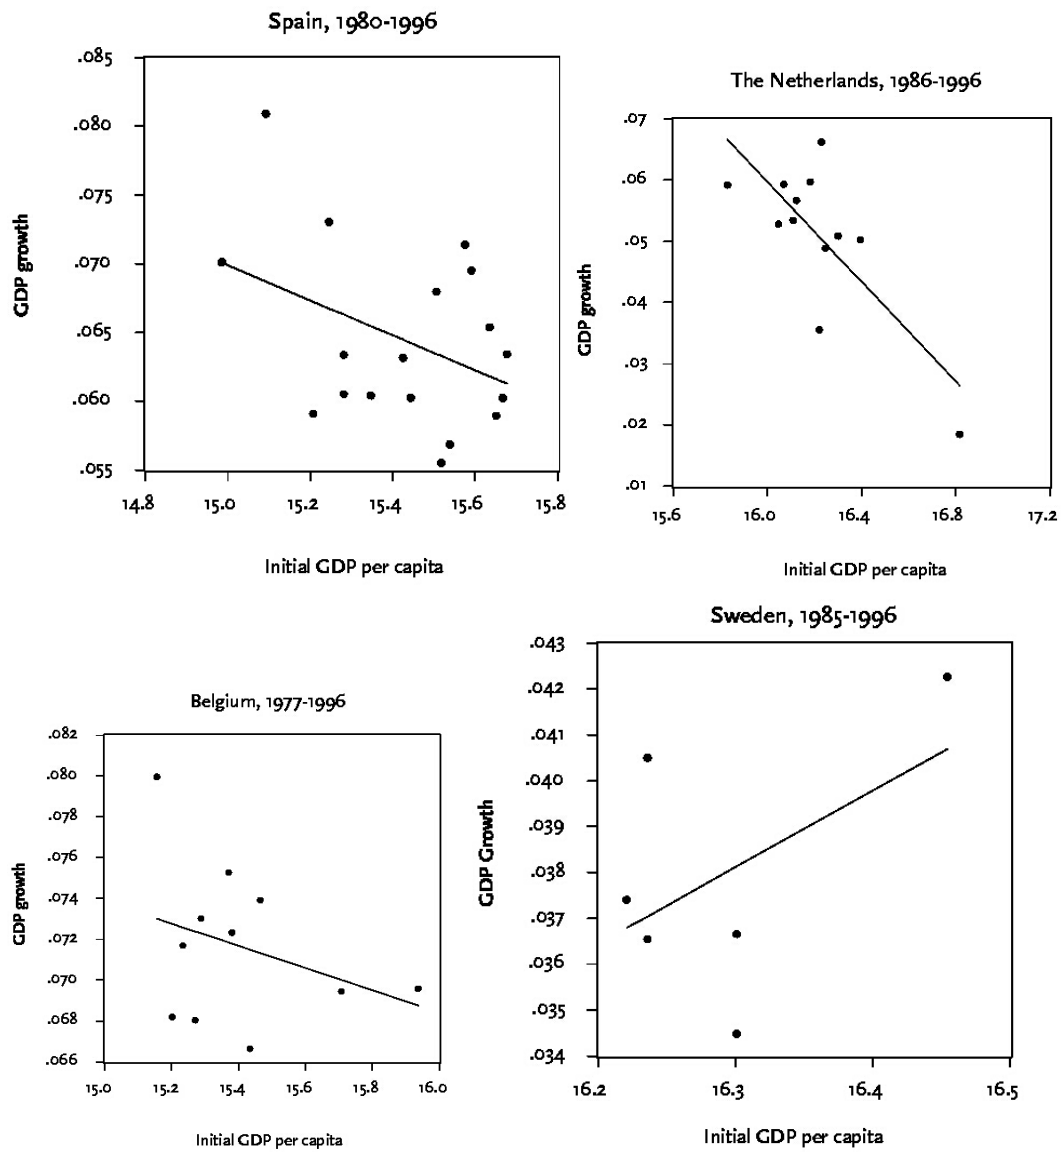 Spain, 1980-1996
.085
.080
.075
.070
.065
.060
.055
GDP growth
14.8 15.0 15.2 15.4 15.6 15.8
Initial GDP per capita
The Netherlands, 1986-1996
.07
.06
.05
.04
.03
.02
.01
GDP growth
15.6 16.0 16.4 16.8 17.2
Initial GDP per capita
Belgium, 1977-1996
.082
.080
.078
.076
.074
.072
.070
.068
.066
GDP growth
15.0 15.2 15.4 15.6 15.8 16.0
Initial GDP per capita
Sweden, 1985-1996
.043
.042
.041
.040
.039
.038
.037
.036
.035
.034
GDP Growth
16.2 16.3 16.4 16.5
Initial GDP per capita